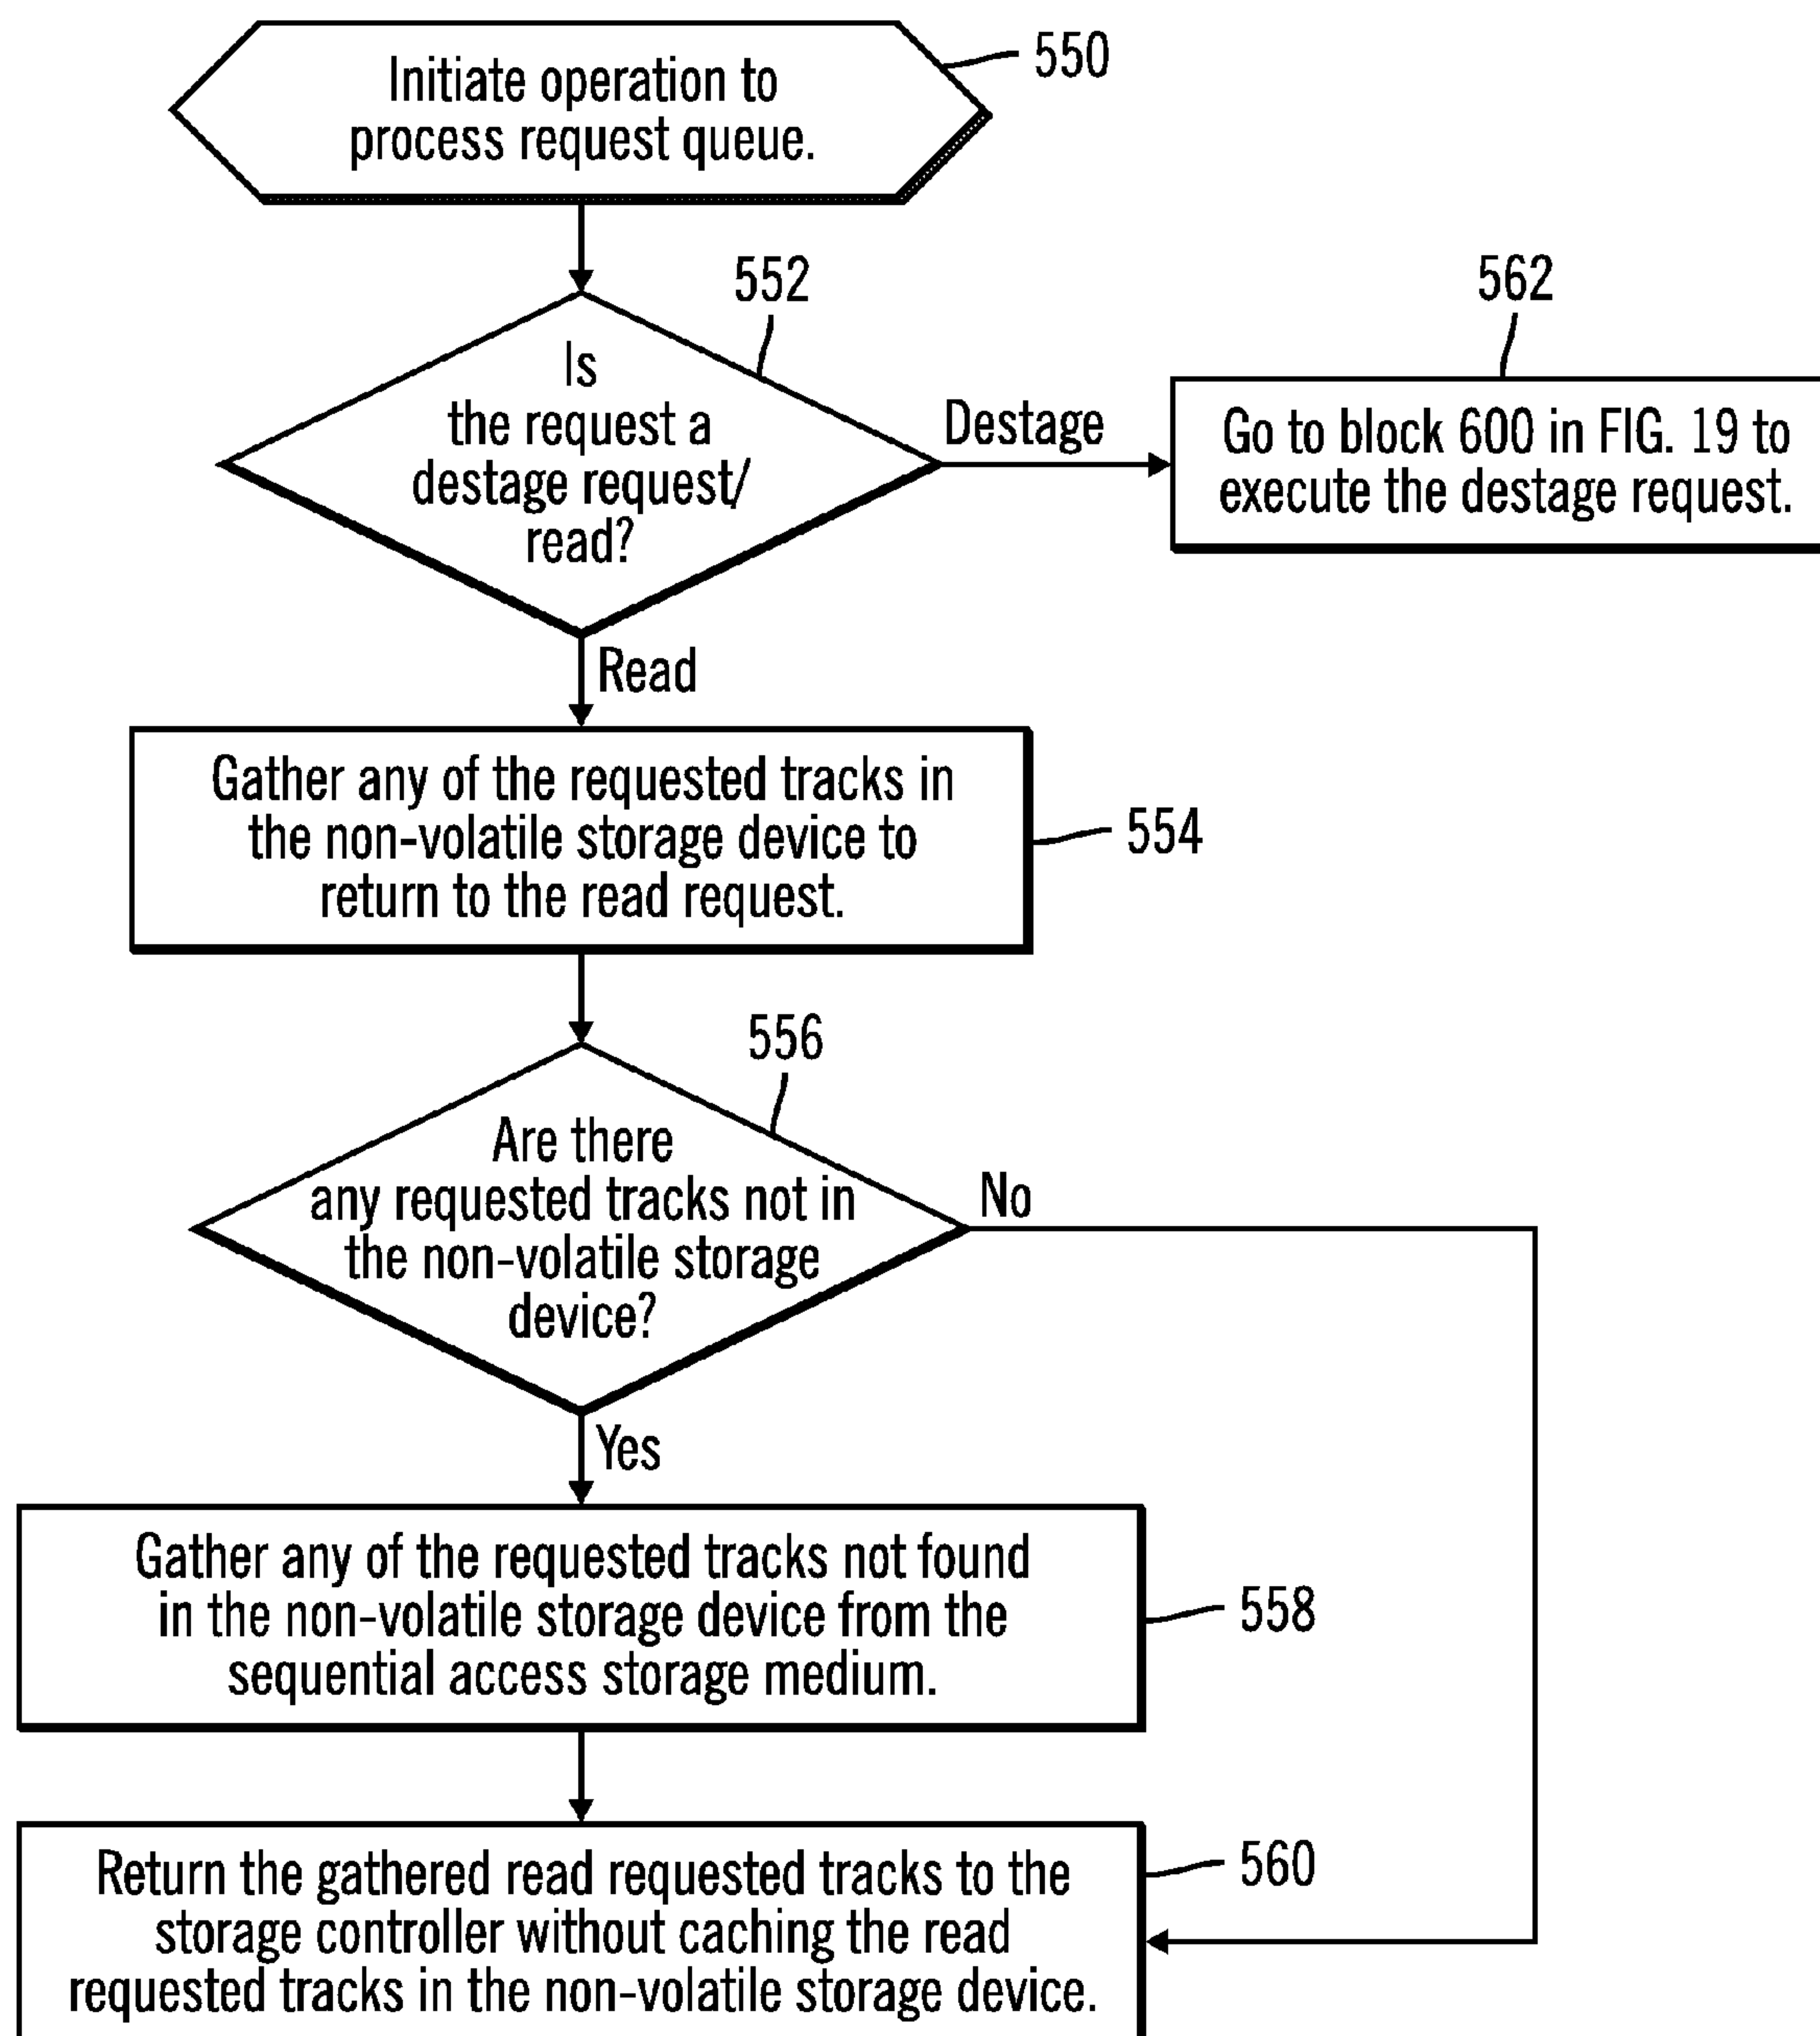 Initiate operation to
process request queue.
550
552
Is
the request a
destage request/
read?
Destage
562
Go to block 600 in FIG. 19 to
execute the destage request.
Read
Gather any of the requested tracks in
the non-volatile storage device to
return to the read request.
554
556
Are there
any requested tracks not in
the non-volatile storage
device?
No
Yes
Gather any of the requested tracks not found
in the non-volatile storage device from the
sequential access storage medium.
558
Return the gathered read requested tracks to the
storage controller without caching the read
requested tracks in the non-volatile storage device.
560